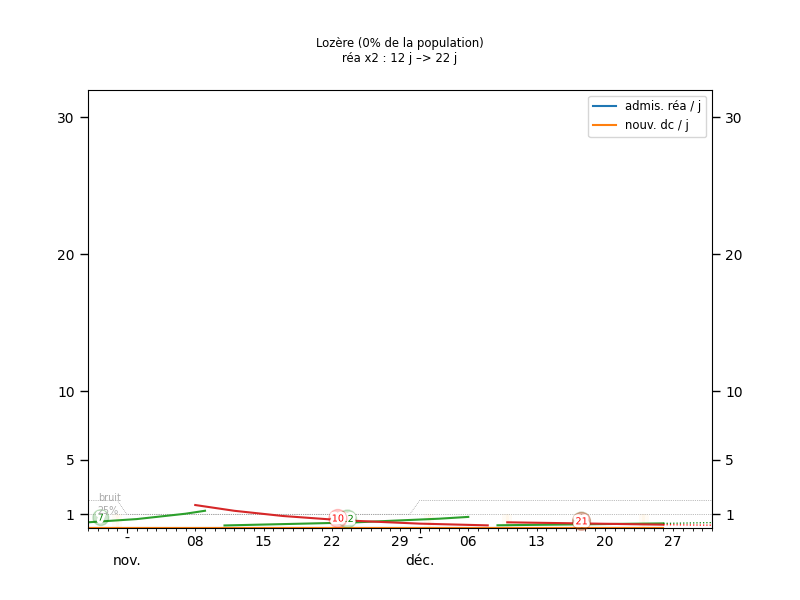 Lozère (0% de la population)
réa x2 : 12 j –> 22 j
admis. réa / j
nouv. dc / j
30 30
20 20
10 10
5 5
1 1
bruit
35%
7
10 2
21
- 08 15 22 29 - 06 13 20 27
nov. déc.